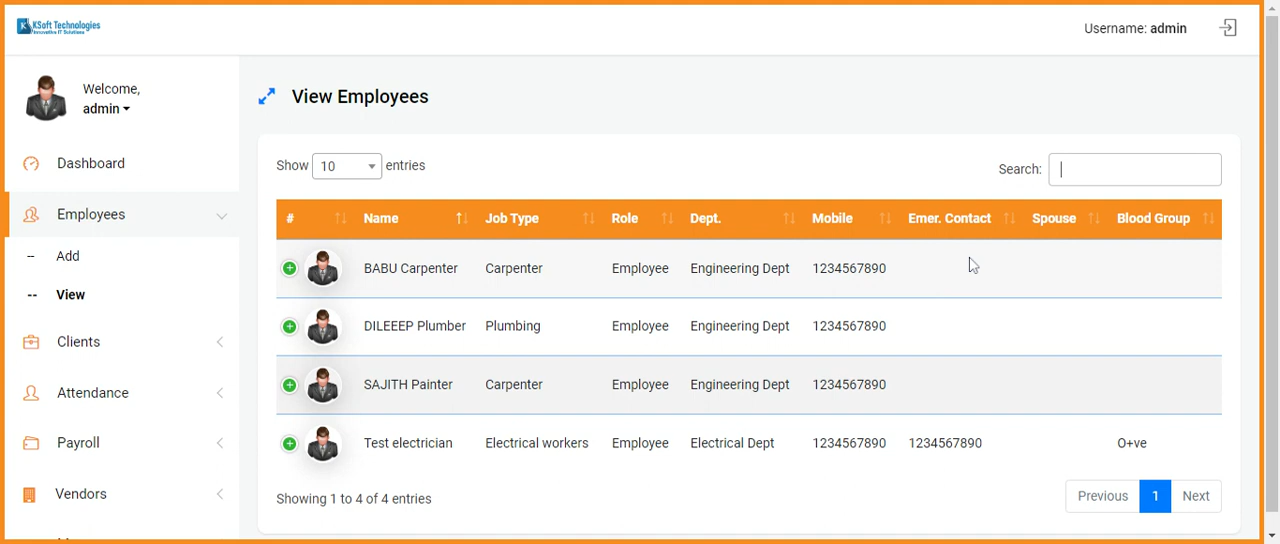 KSoft Technologies
Innovative IT Solutions
Username: admin
Welcome,
admin
Dashboard
Employees
-- Add
-- View
Clients
Attendance
Payroll
Vendors
View Employees
Show 10 entries
Search:
# Name Job Type Role Dept. Mobile Emer. Contact Spouse Blood Group
BABU Carpenter Carpenter Employee Engineering Dept 1234567890
DILEEEP Plumber Plumbing Employee Engineering Dept 1234567890
SAJITH Painter Carpenter Employee Engineering Dept 1234567890
Test electrician Electrical workers Employee Electrical Dept 1234567890 1234567890 O+ve
Showing 1 to 4 of 4 entries
Previous 1 Next